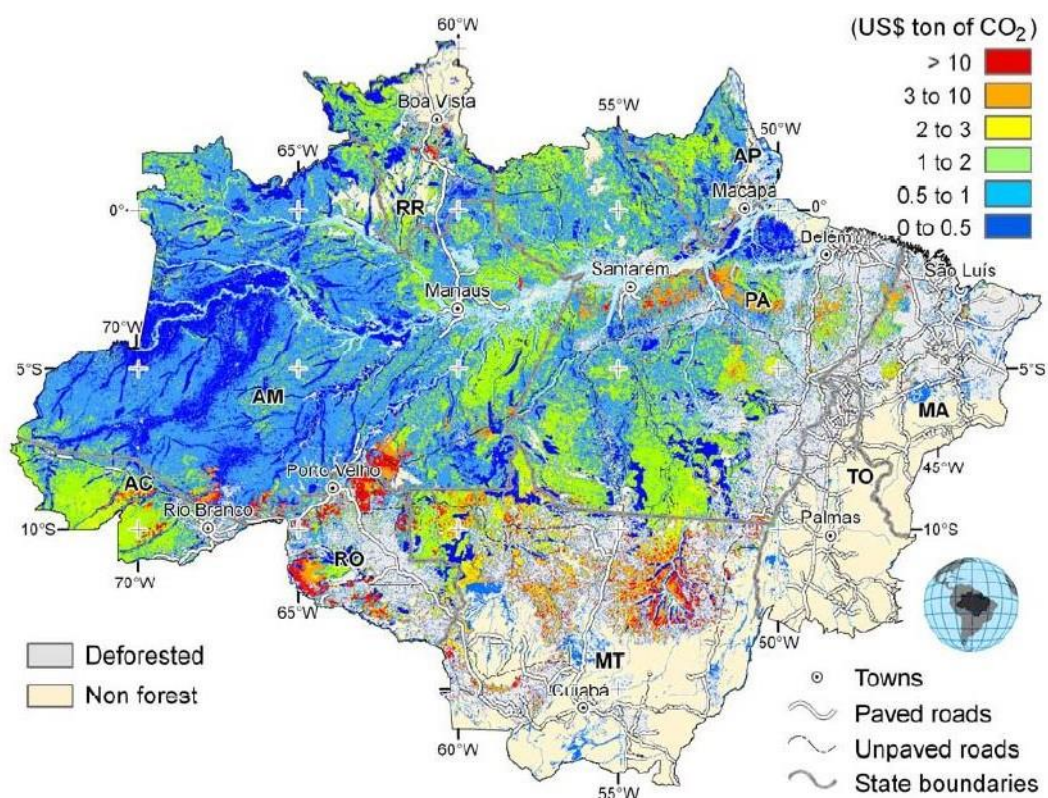 (US$ ton of CO₂)
> 10
3 to 10
2 to 3
1 to 2
0.5 to 1
0 to 0.5
60°W
Boa Vista
55°W
50°W
65°W
AP
Macapá
0°
RR
0°
Belém
São Luís
Santarém
Manaus
PA
70°W
5°S
5°S
AM
MA
45°W
Porto Velho
TO
AC
Rio Branco
Palmas
10°S
10°S
RO
70°W
65°W
50°W
MT
Cuiabá
60°W
55°W
Deforested
Non forest
Towns
Paved roads
Unpaved roads
State boundaries